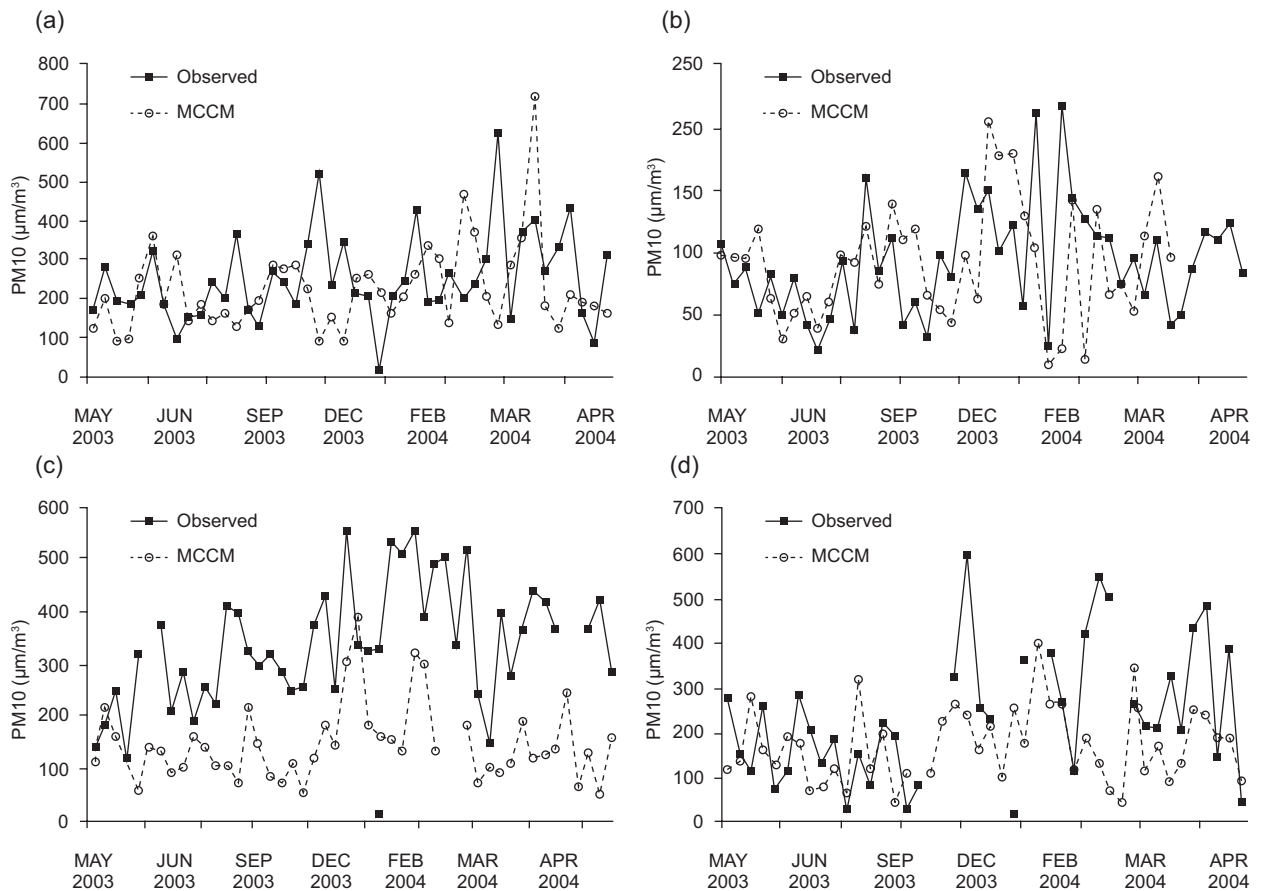 (a)
800
700
600
500
400
300
200
100
0
PM10 (µm/m³)
Observed
MCCM
MAY
2003
JUN
2003
SEP
2003
DEC
2003
FEB
2004
MAR
2004
APR
2004
(b)
250
250
150
100
50
0
PM10 (µm/m³)
Observed
MCCM
MAY
2003
JUN
2003
SEP
2003
DEC
2003
FEB
2004
MAR
2004
APR
2004
(c)
600
500
400
300
200
100
0
PM10 (µm/m³)
Observed
MCCM
MAY
2003
JUN
2003
SEP
2003
DEC
2003
FEB
2004
MAR
2004
APR
2004
(d)
700
600
500
400
300
200
100
0
PM10 (µm/m³)
Observed
MCCM
MAY
2003
JUN
2003
SEP
2003
DEC
2003
FEB
2004
MAR
2004
APR
2004